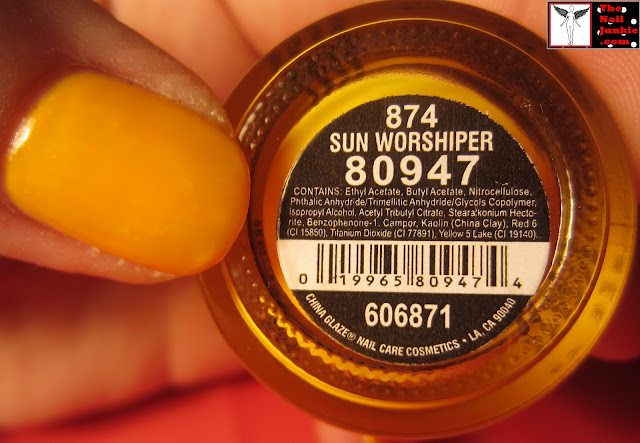 The
Nail
Junkie
.com
874
SUN WORSHIPER
80947
CONTAINS: Ethyl Acetate, Butyl Acetate, Nitrocellulose,
Phthalic Anhydride/Trimellitic Anhydride/Glycols Copolymer,
Isopropyl Alcohol, Acetyl Tributyl Citrate, Stearalkonium Hecto-
rite, Benzophenone-1, Campor, Kaolin (China Clay), Red 6
(CI 15850), Titanium Dioxide (CI 77891), Yellow 5 Lake (CI 19140).
0 19965 80947 4
606871
CHINA GLAZE® NAIL CARE COSMETICS • LA, CA 90040